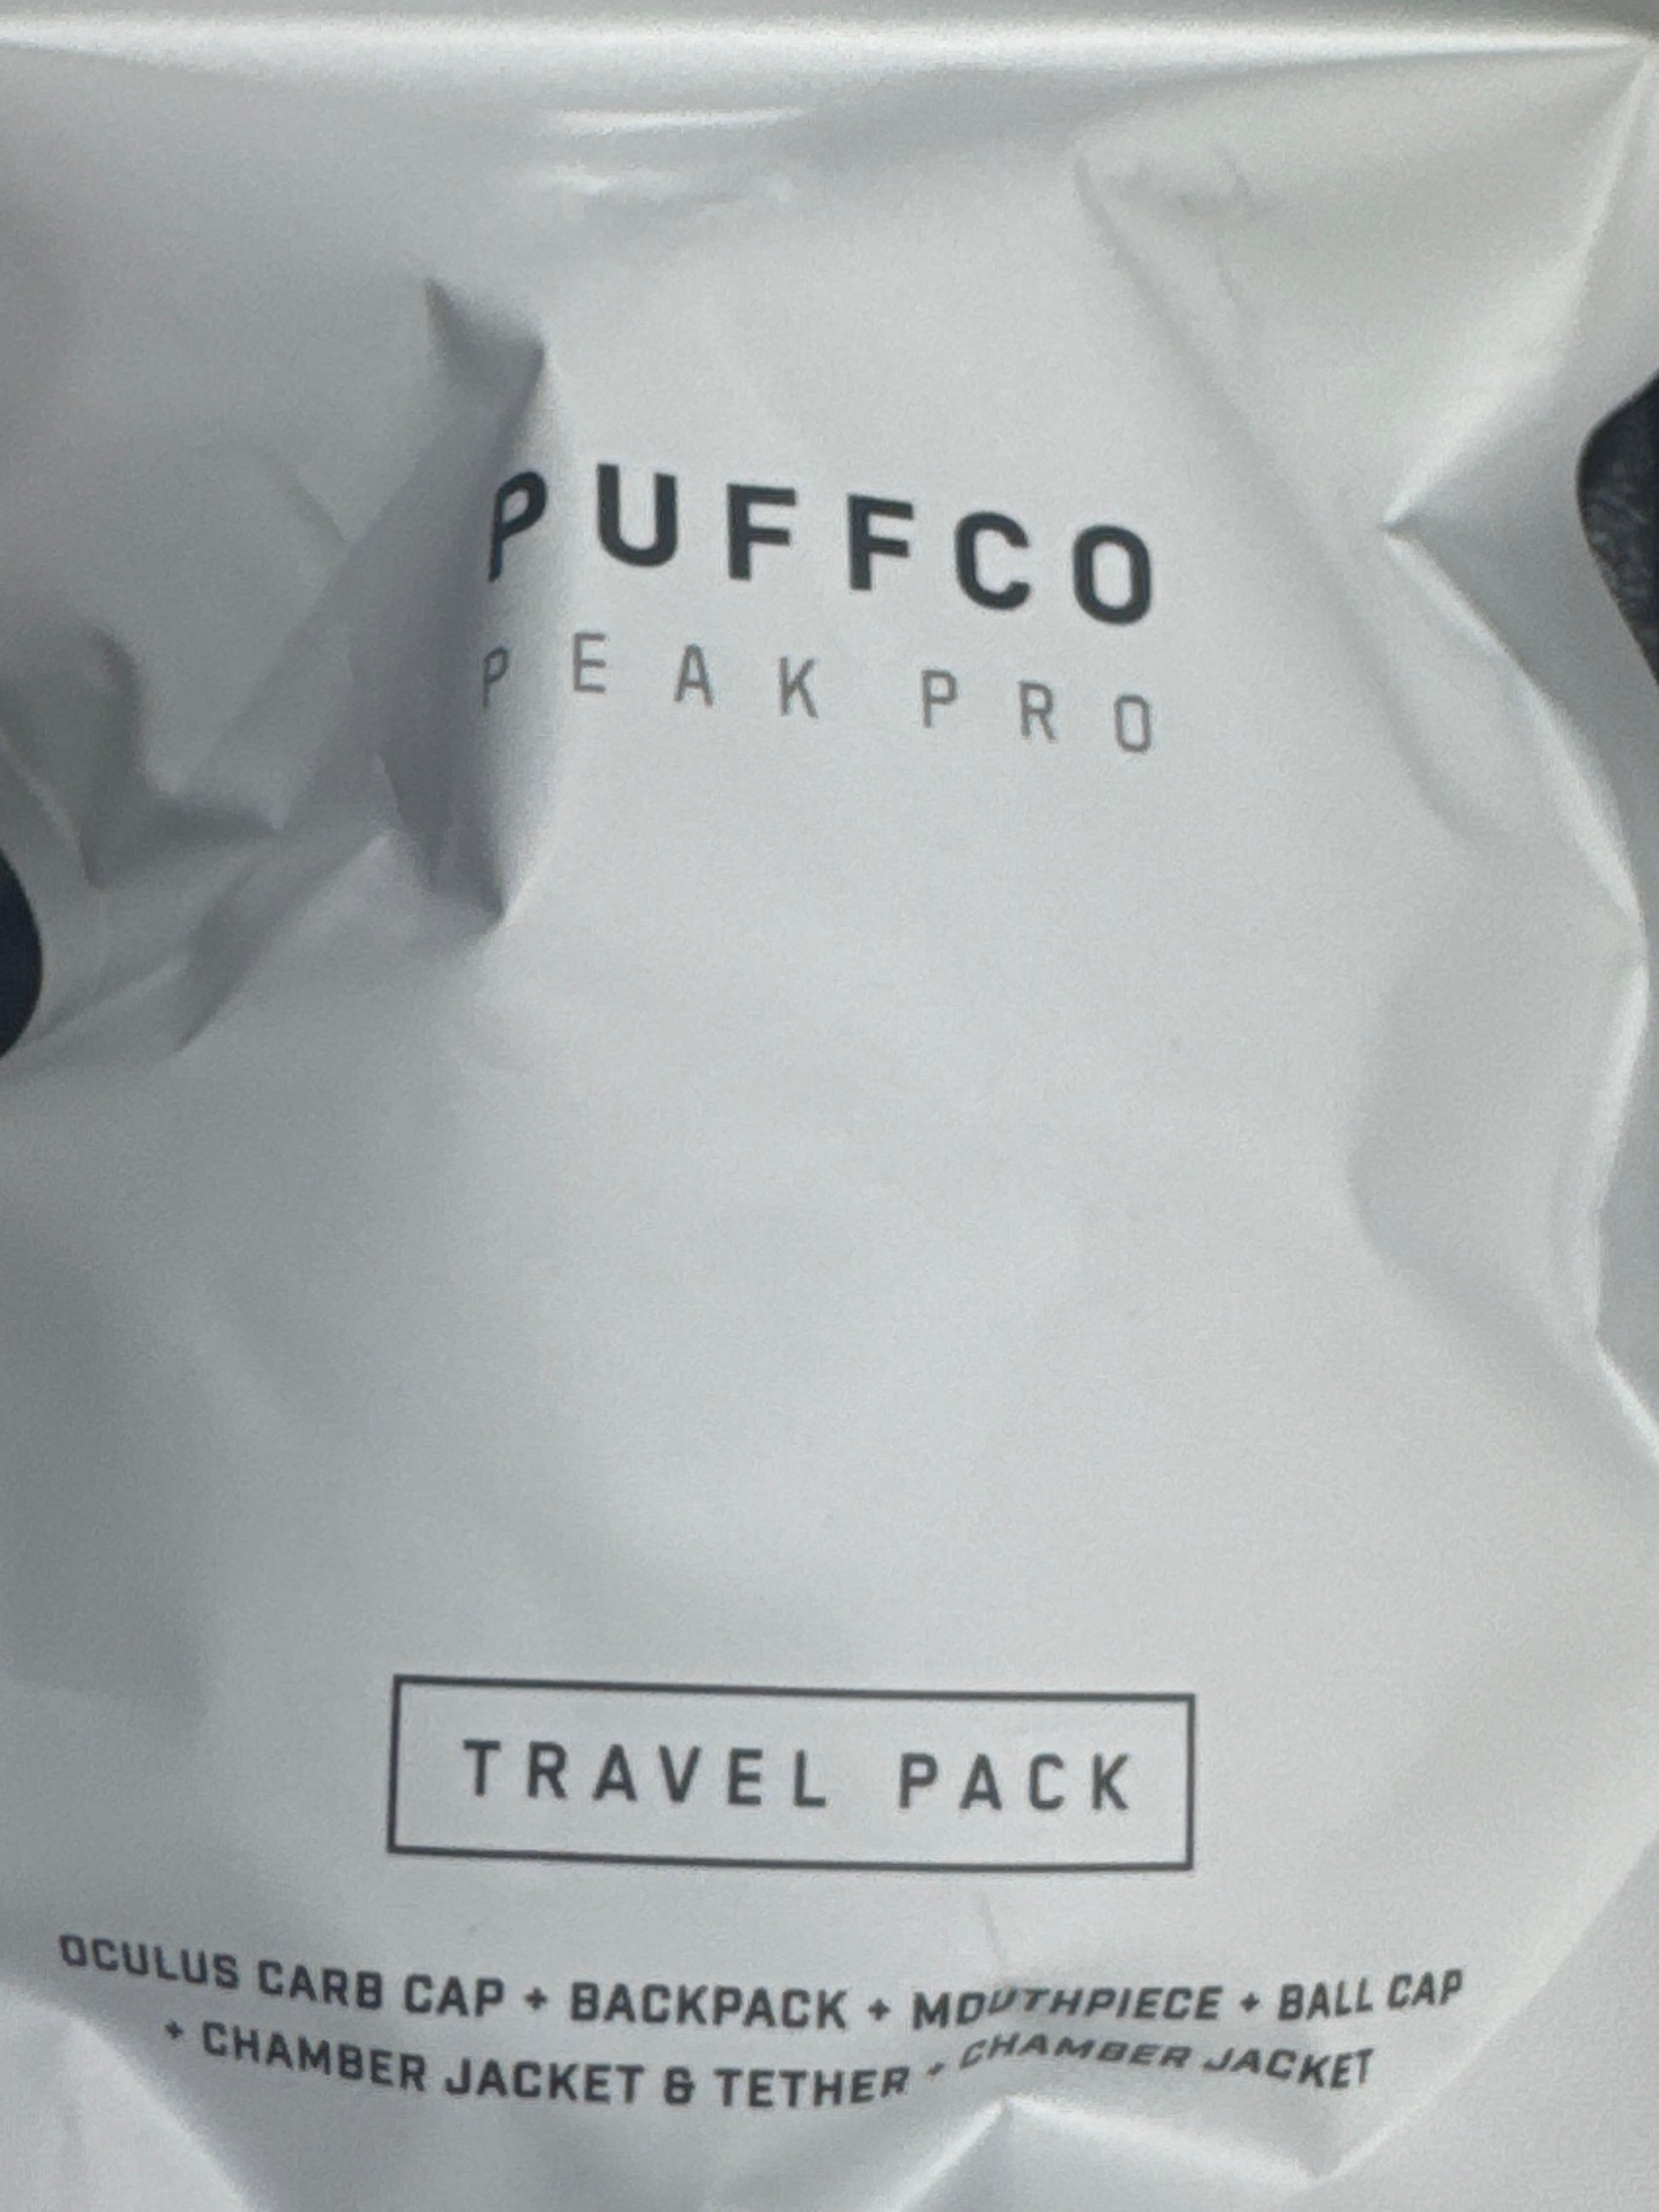 PUFFCO
PEAK PRO
TRAVEL PACK
OCULUS CARB CAP + BACKPACK + MOUTHPIECE + BALL CAP
+ CHAMBER JACKET & TETHER + CHAMBER JACKET